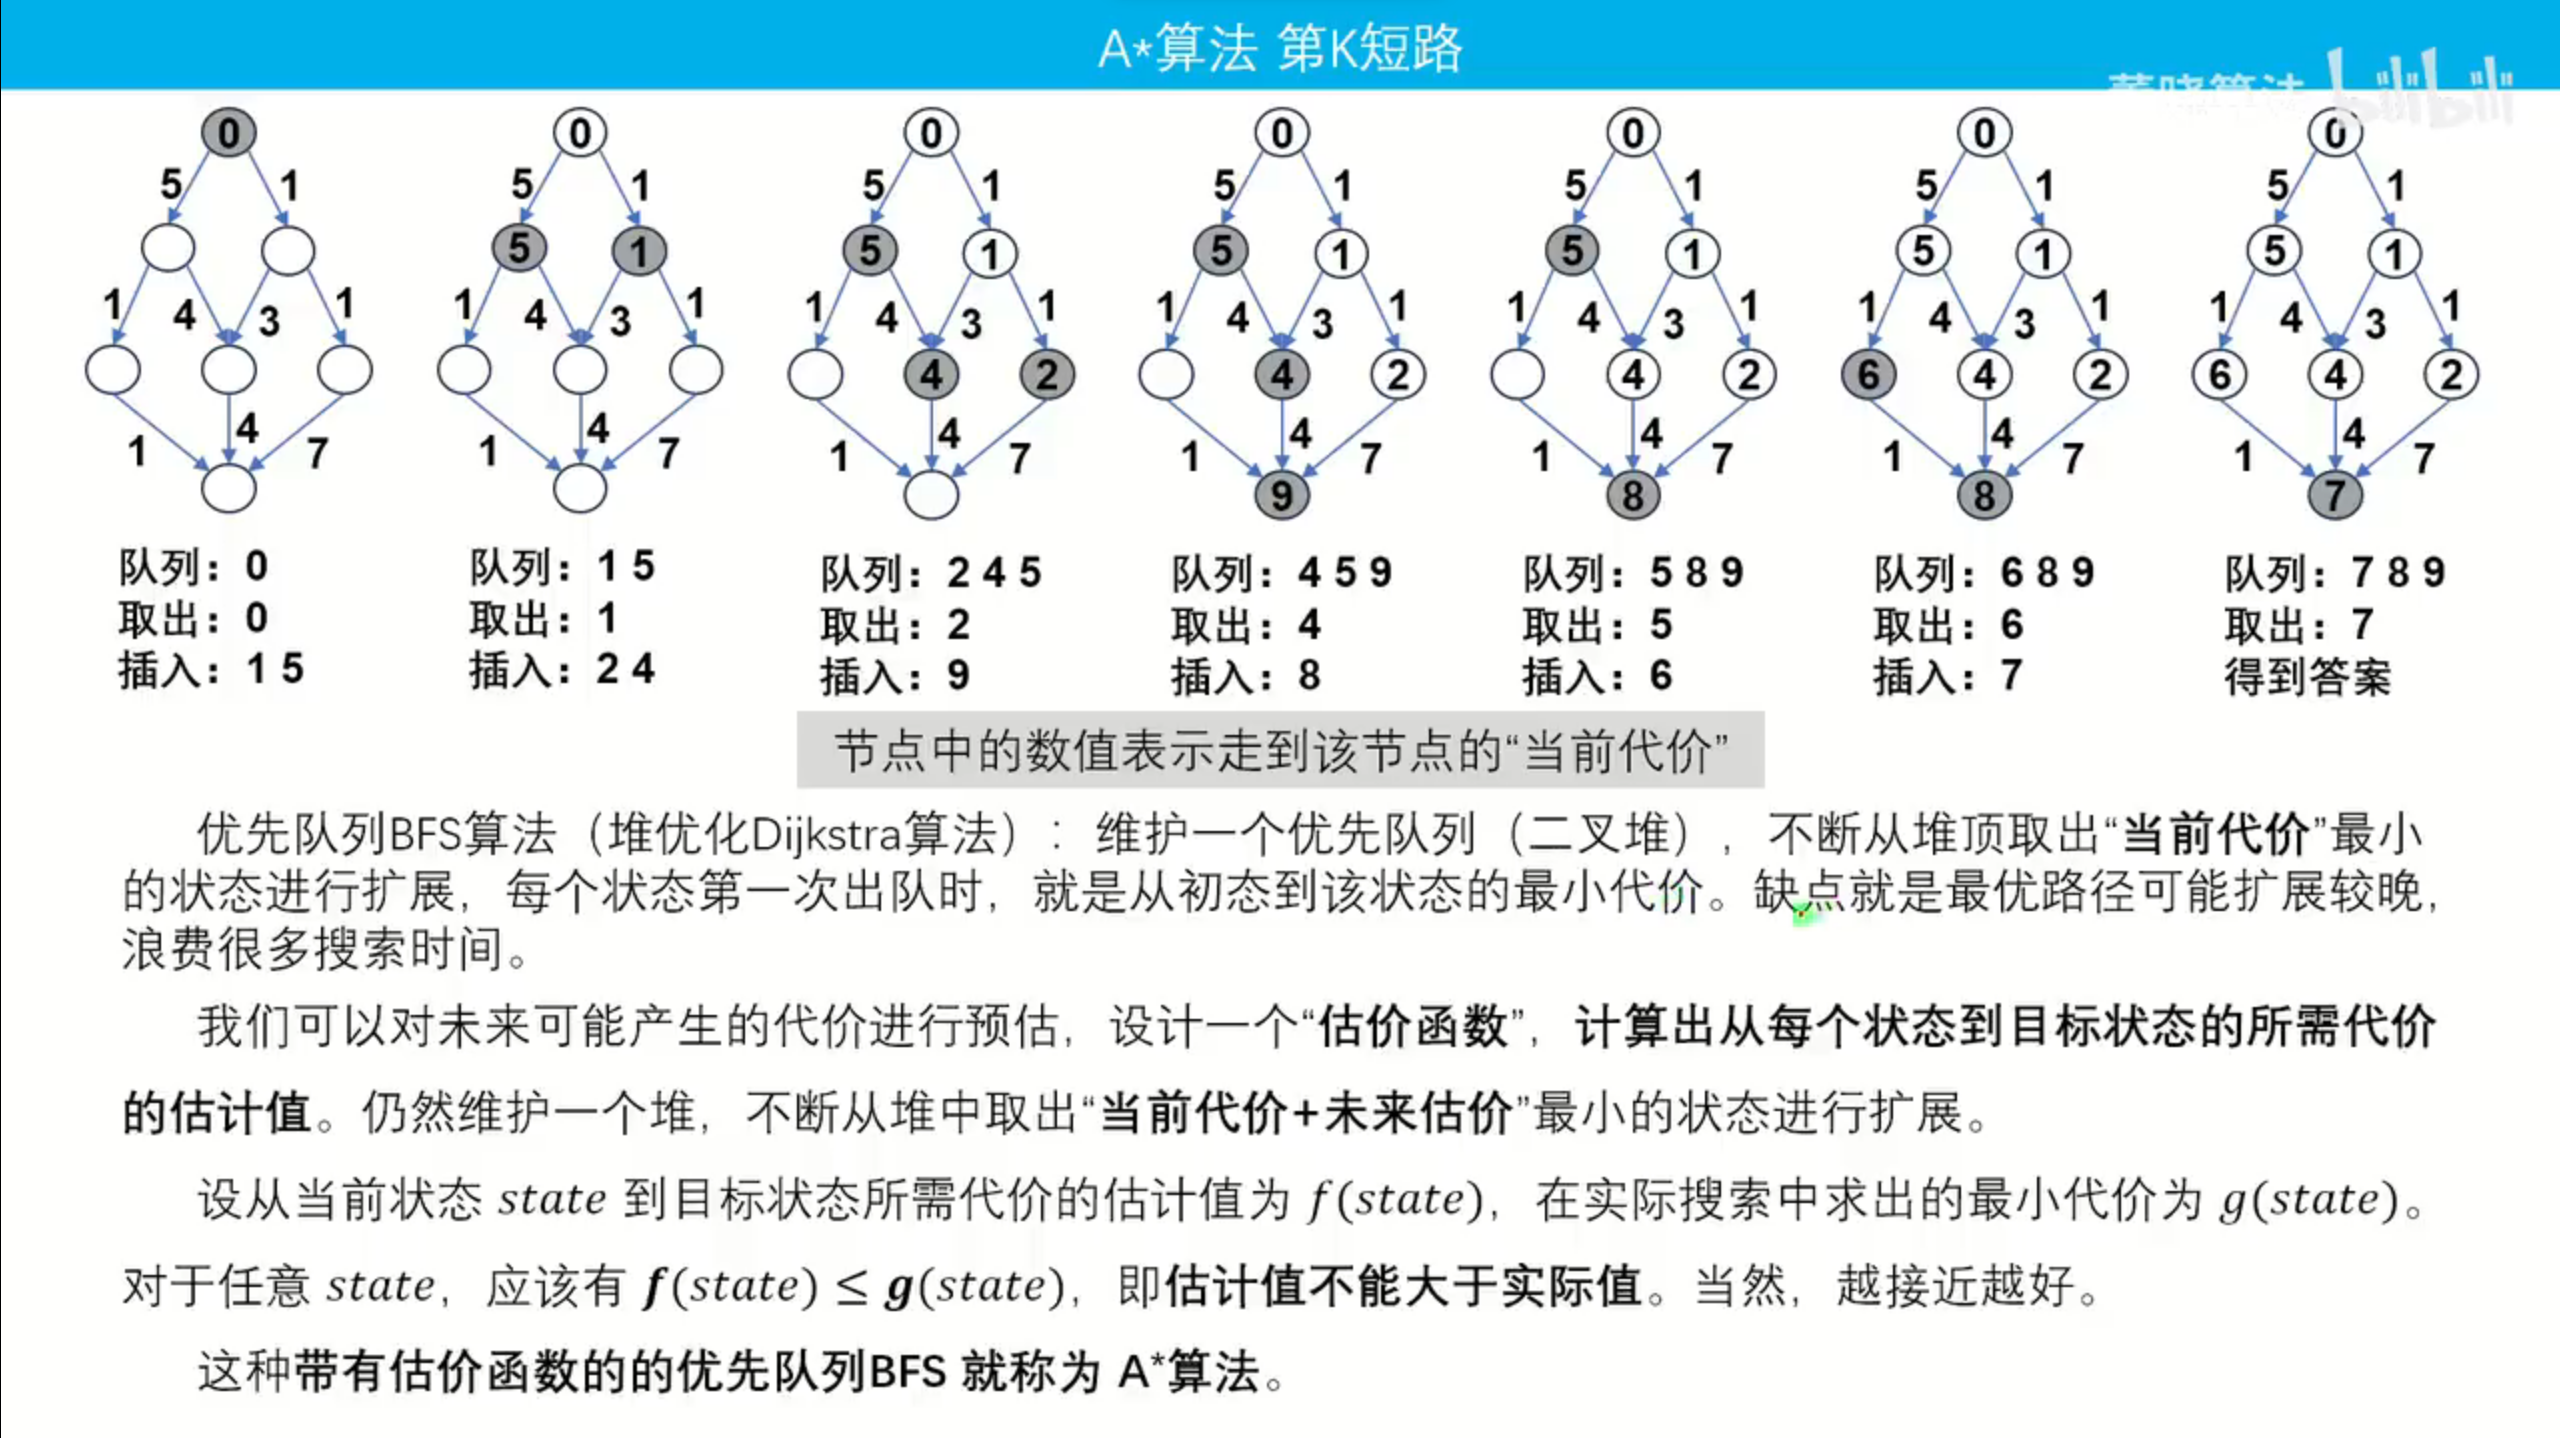 A*算法 第K短路
董晓算法 bilibili
0 0 0 0 0 0 0
5 1 5 1 5 1 5 1 5 1 5 1 5 1
5 1 5 1 5 1 5 1 5 1 5 1
1 4 3 1 1 4 3 1 1 4 3 1 1 4 3 1 1 4 3 1 1 4 3 1 1 4 3 1
4 2 4 2 4 2 6 4 2 6 4 2
1 4 7 1 4 7 1 4 7 1 4 7 1 4 7 1 4 7 1 4 7
9 8 8 7
队列：0
取出：0
插入：1 5
队列：1 5
取出：1
插入：2 4
队列：2 4 5
取出：2
插入：9
队列：4 5 9
取出：4
插入：8
队列：5 8 9
取出：5
插入：6
队列：6 8 9
取出：6
插入：7
队列：7 8 9
取出：7
得到答案
节点中的数值表示走到该节点的“当前代价”
优先队列BFS算法（堆优化Dijkstra算法）：维护一个优先队列（二叉堆），不断从堆顶取出“当前代价”最小
的状态进行扩展，每个状态第一次出队时，就是从初态到该状态的最小代价。缺点就是最优路径可能扩展较晚，
浪费很多搜索时间。
我们可以对未来可能产生的代价进行预估，设计一个“估价函数”，计算出从每个状态到目标状态的所需代价
的估计值。仍然维护一个堆，不断从堆中取出“当前代价+未来估价”最小的状态进行扩展。
设从当前状态 state 到目标状态所需代价的估计值为 f(state)，在实际搜索中求出的最小代价为 g(state)。
对于任意 state，应该有 f(state) ≤ g(state)，即估计值不能大于实际值。当然，越接近越好。
这种带有估价函数的的优先队列BFS 就称为 A*算法。